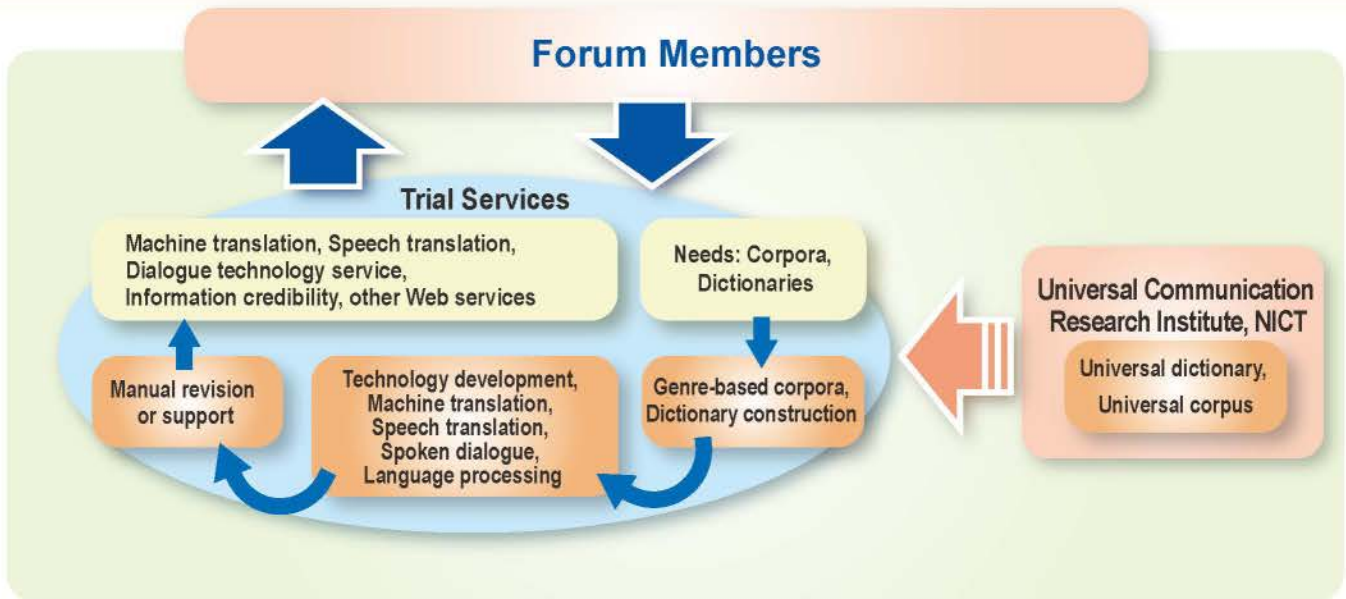 Forum Members
Trial Services
Machine translation, Speech translation,
Dialogue technology service,
Information credibility, other Web services
Needs: Corpora,
Dictionaries
Manual revision
or support
Technology development,
Machine translation,
Speech translation,
Spoken dialogue,
Language processing
Genre-based corpora,
Dictionary construction
Universal Communication
Research Institute, NICT
Universal dictionary,
Universal corpus